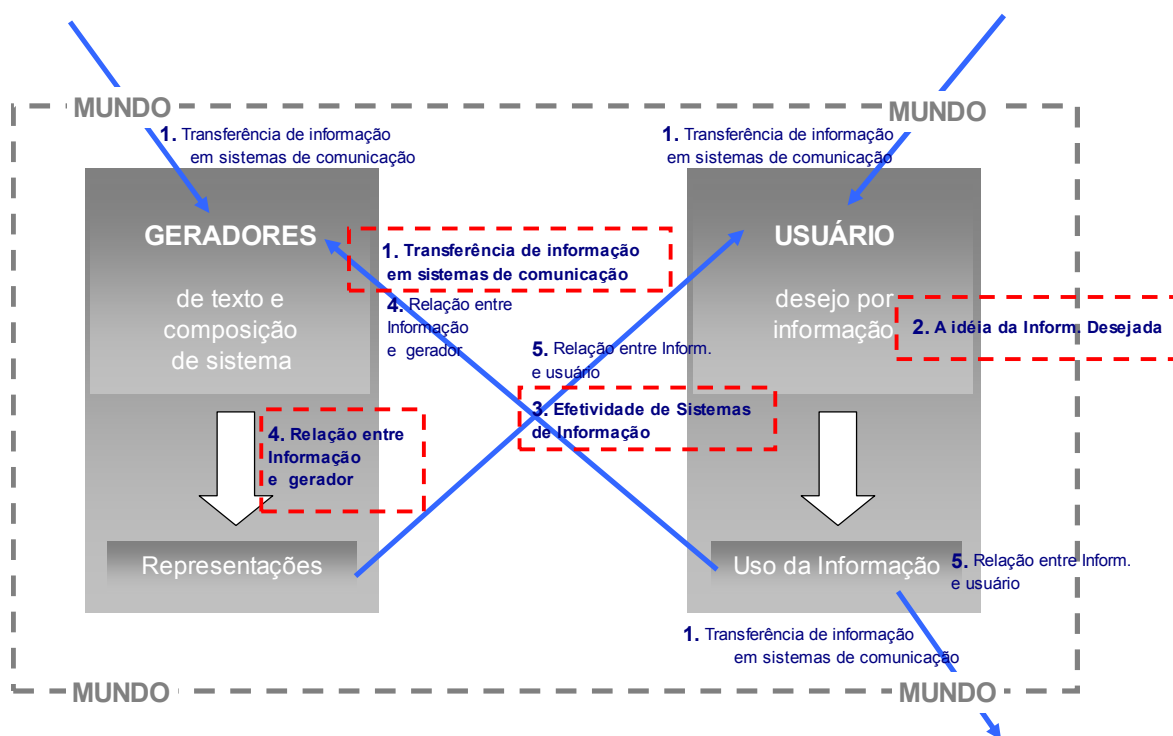 MUNDO
MUNDO
1. Transferência de informação
em sistemas de comunicação
1. Transferência de informação
em sistemas de comunicação
GERADORES
de texto e
composição
de sistema
1. Transferência de informação
em sistemas de comunicação
4. Relação entre
Informação
e gerador
USUÁRIO
desejo por
informação
2. A idéia da Inform. Desejada
5. Relação entre Inform.
e usuário
3. Efetividade de Sistemas
de Informação
4. Relação entre
Informação
e gerador
Representações
Uso da Informação
5. Relação entre Inform.
e usuário
1. Transferência de informação
em sistemas de comunicação
MUNDO
MUNDO